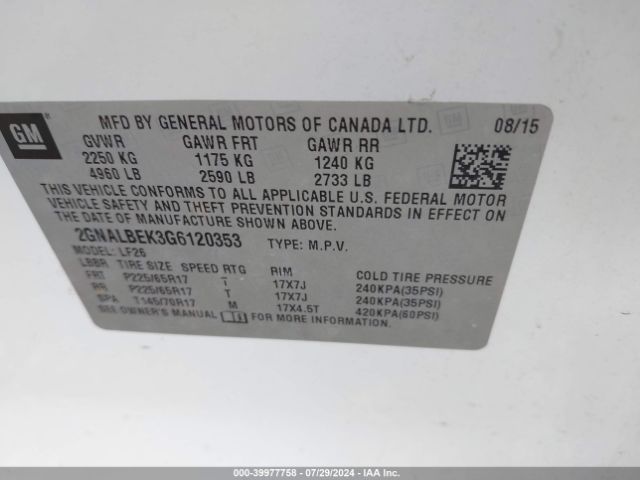 GM
MFD BY GENERAL MOTORS OF CANADA LTD. 08/15
GVWR GAWR FRT GAWR RR
2250 KG 1175 KG 1240 KG
4960 LB 2590 LB 2733 LB
THIS VEHICLE CONFORMS TO ALL APPLICABLE U.S. FEDERAL MOTOR
VEHICLE SAFETY AND THEFT PREVENTION STANDARDS IN EFFECT ON
THE DATE OF MANUFACTURE SHOWN ABOVE.
2GNALBEK3G6120353 TYPE: M.P.V.
MODEL: LF26
TIRE SIZE SPEED RTG RIM COLD TIRE PRESSURE
FRT P225/65R17 T 17X7J 240KPA(35PSI)
RR P225/65R17 T 17X7J 240KPA(35PSI)
SPA T145/70R17 M 17X4.5T 420KPA(60PSI)
SEE OWNER'S MANUAL FOR MORE INFORMATION.
000-39977758 - 07/29/2024 - IAA Inc.